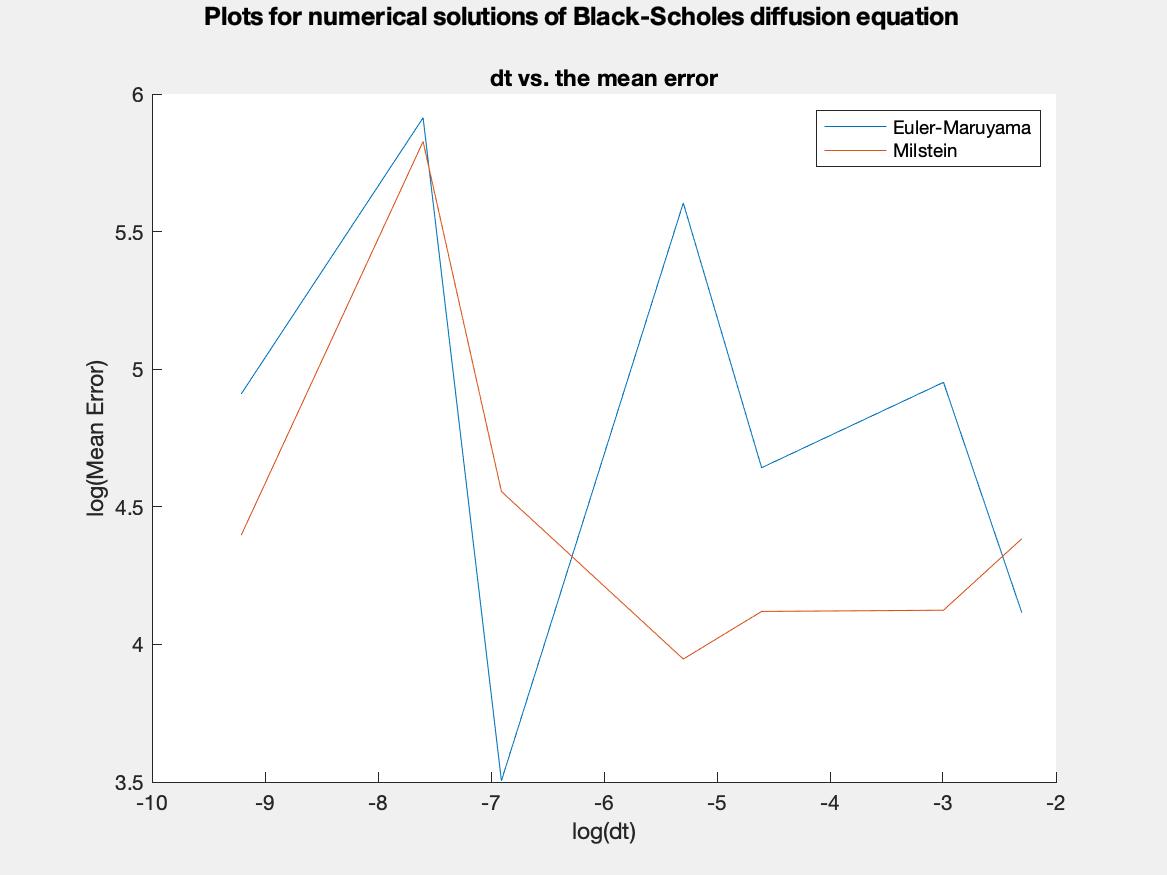 Plots for numerical solutions of Black-Scholes diffusion equation
dt vs. the mean error
Euler-Maruyama
Milstein
6
5.5
5
4.5
4
3.5
log(Mean Error)
-10 -9 -8 -7 -6 -5 -4 -3 -2
log(dt)